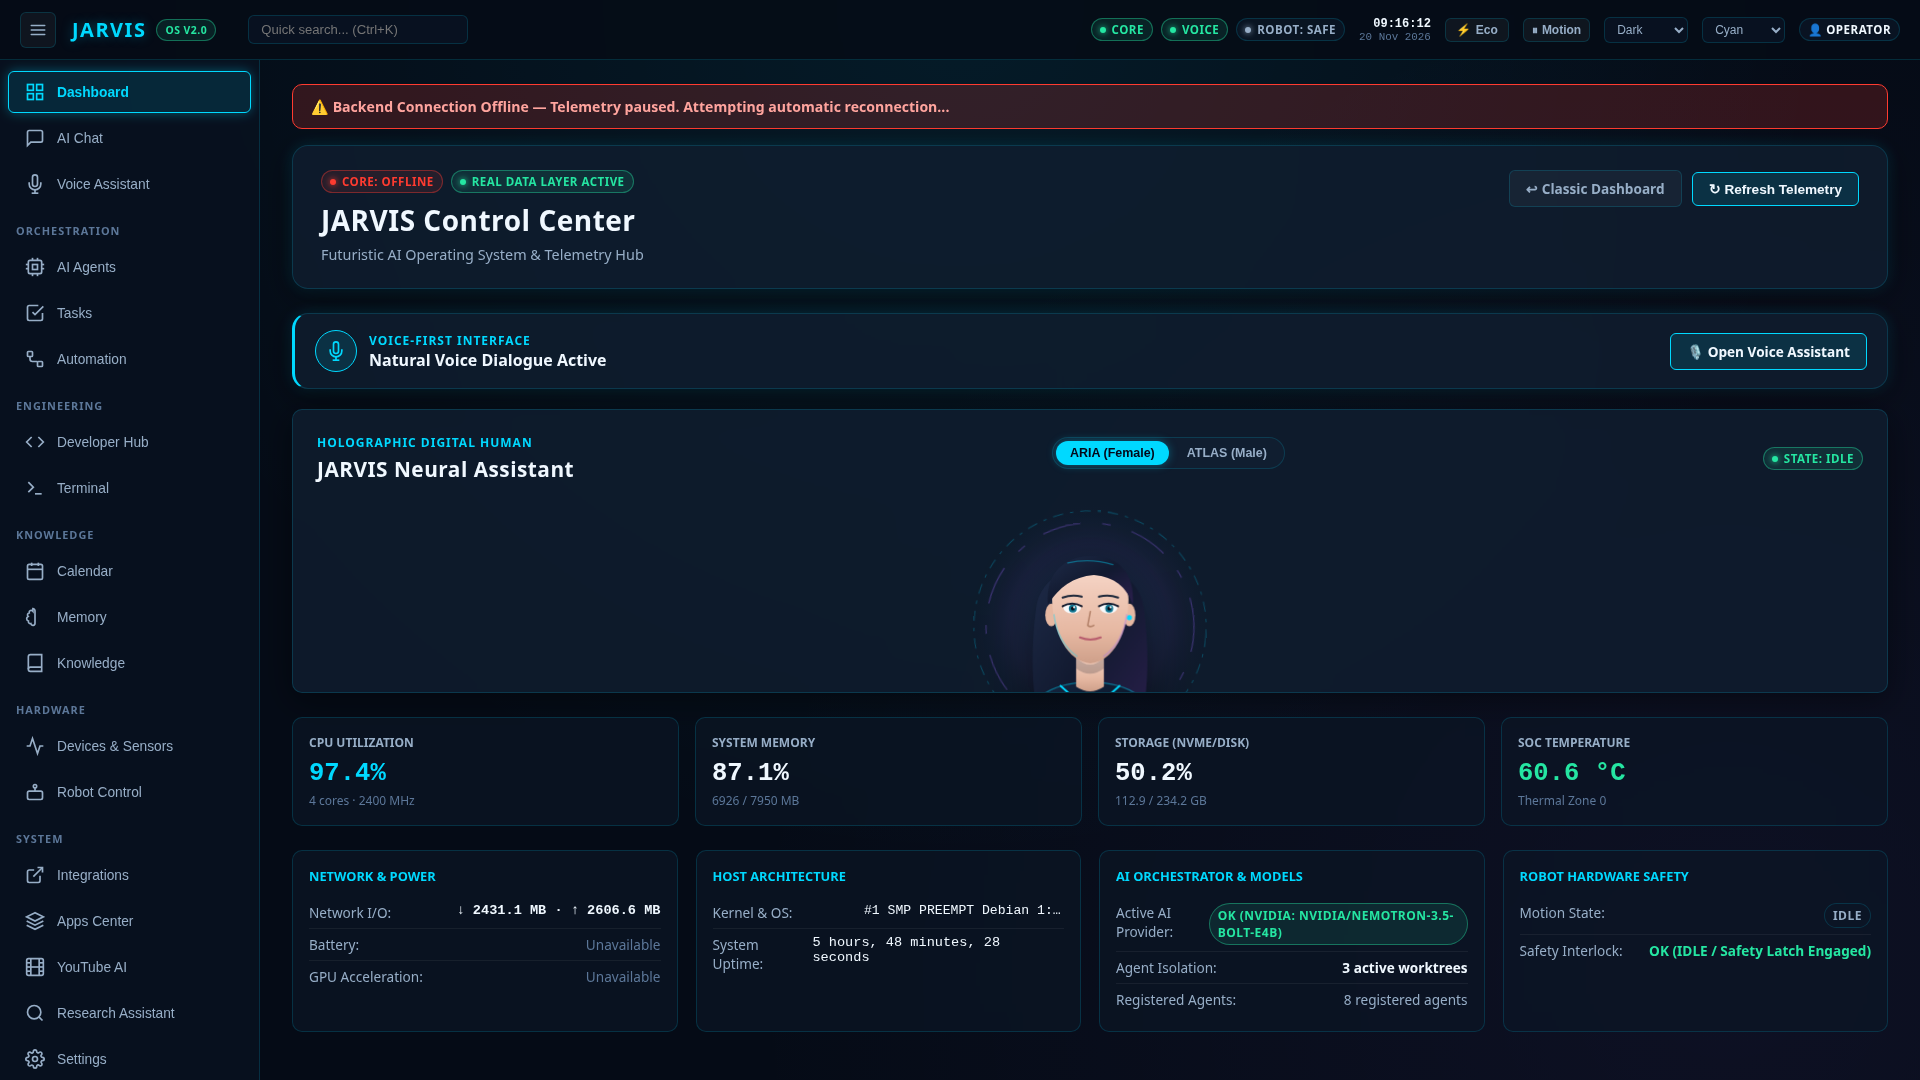 JARVIS OS V2.0
Quick search... (Ctrl+K)
CORE
VOICE
ROBOT: SAFE
09:16:12
20 Nov 2026
⚡ Eco
Motion
Dark
Cyan
👤 OPERATOR
Dashboard
AI Chat
Voice Assistant
ORCHESTRATION
AI Agents
Tasks
Automation
ENGINEERING
Developer Hub
Terminal
KNOWLEDGE
Calendar
Memory
Knowledge
HARDWARE
Devices & Sensors
Robot Control
SYSTEM
Integrations
Apps Center
YouTube AI
Research Assistant
Settings
⚠️ Backend Connection Offline — Telemetry paused. Attempting automatic reconnection...
CORE: OFFLINE
REAL DATA LAYER ACTIVE
JARVIS Control Center
Futuristic AI Operating System & Telemetry Hub
↩ Classic Dashboard
↻ Refresh Telemetry
VOICE-FIRST INTERFACE
Natural Voice Dialogue Active
🎙️ Open Voice Assistant
HOLOGRAPHIC DIGITAL HUMAN
JARVIS Neural Assistant
ARIA (Female)
ATLAS (Male)
STATE: IDLE
CPU UTILIZATION
97.4%
4 cores · 2400 MHz
SYSTEM MEMORY
87.1%
6926 / 7950 MB
STORAGE (NVME/DISK)
50.2%
112.9 / 234.2 GB
SOC TEMPERATURE
60.6 °C
Thermal Zone 0
NETWORK & POWER
Network I/O: ↓ 2431.1 MB · ↑ 2606.6 MB
Battery: Unavailable
GPU Acceleration: Unavailable
HOST ARCHITECTURE
Kernel & OS: #1 SMP PREEMPT Debian 1:…
System Uptime: 5 hours, 48 minutes, 28 seconds
AI ORCHESTRATOR & MODELS
Active AI Provider: OK (NVIDIA: NVIDIA/NEMOTRON-3.5-BOLT-E4B)
Agent Isolation: 3 active worktrees
Registered Agents: 8 registered agents
ROBOT HARDWARE SAFETY
Motion State: IDLE
Safety Interlock: OK (IDLE / Safety Latch Engaged)